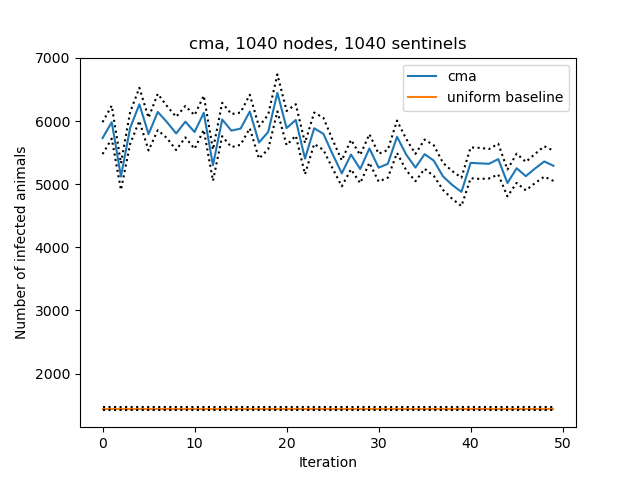 cma, 1040 nodes, 1040 sentinels
7000
6000
5000
4000
3000
2000
Number of infected animals
cma
uniform baseline
0
10
20
30
40
50
Iteration